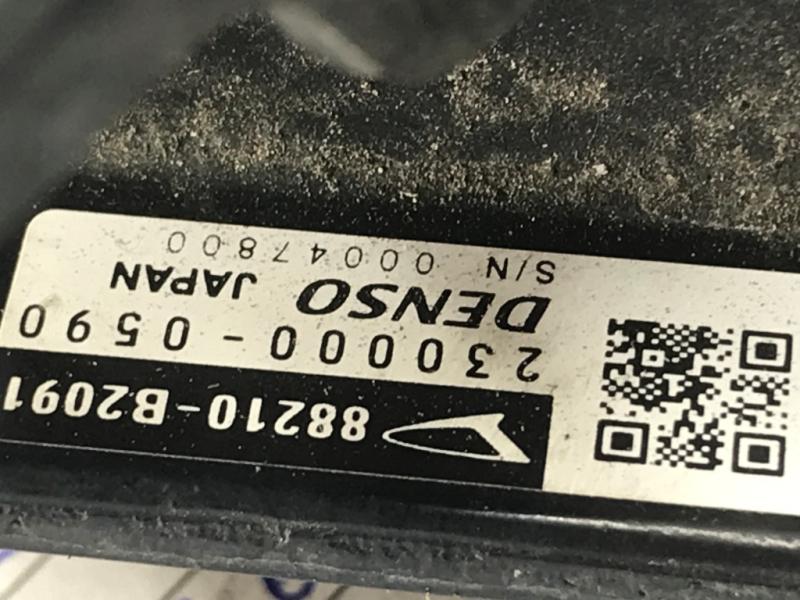 88210-B2091
230000-0590
DENSO
JAPAN
S/N 00047800